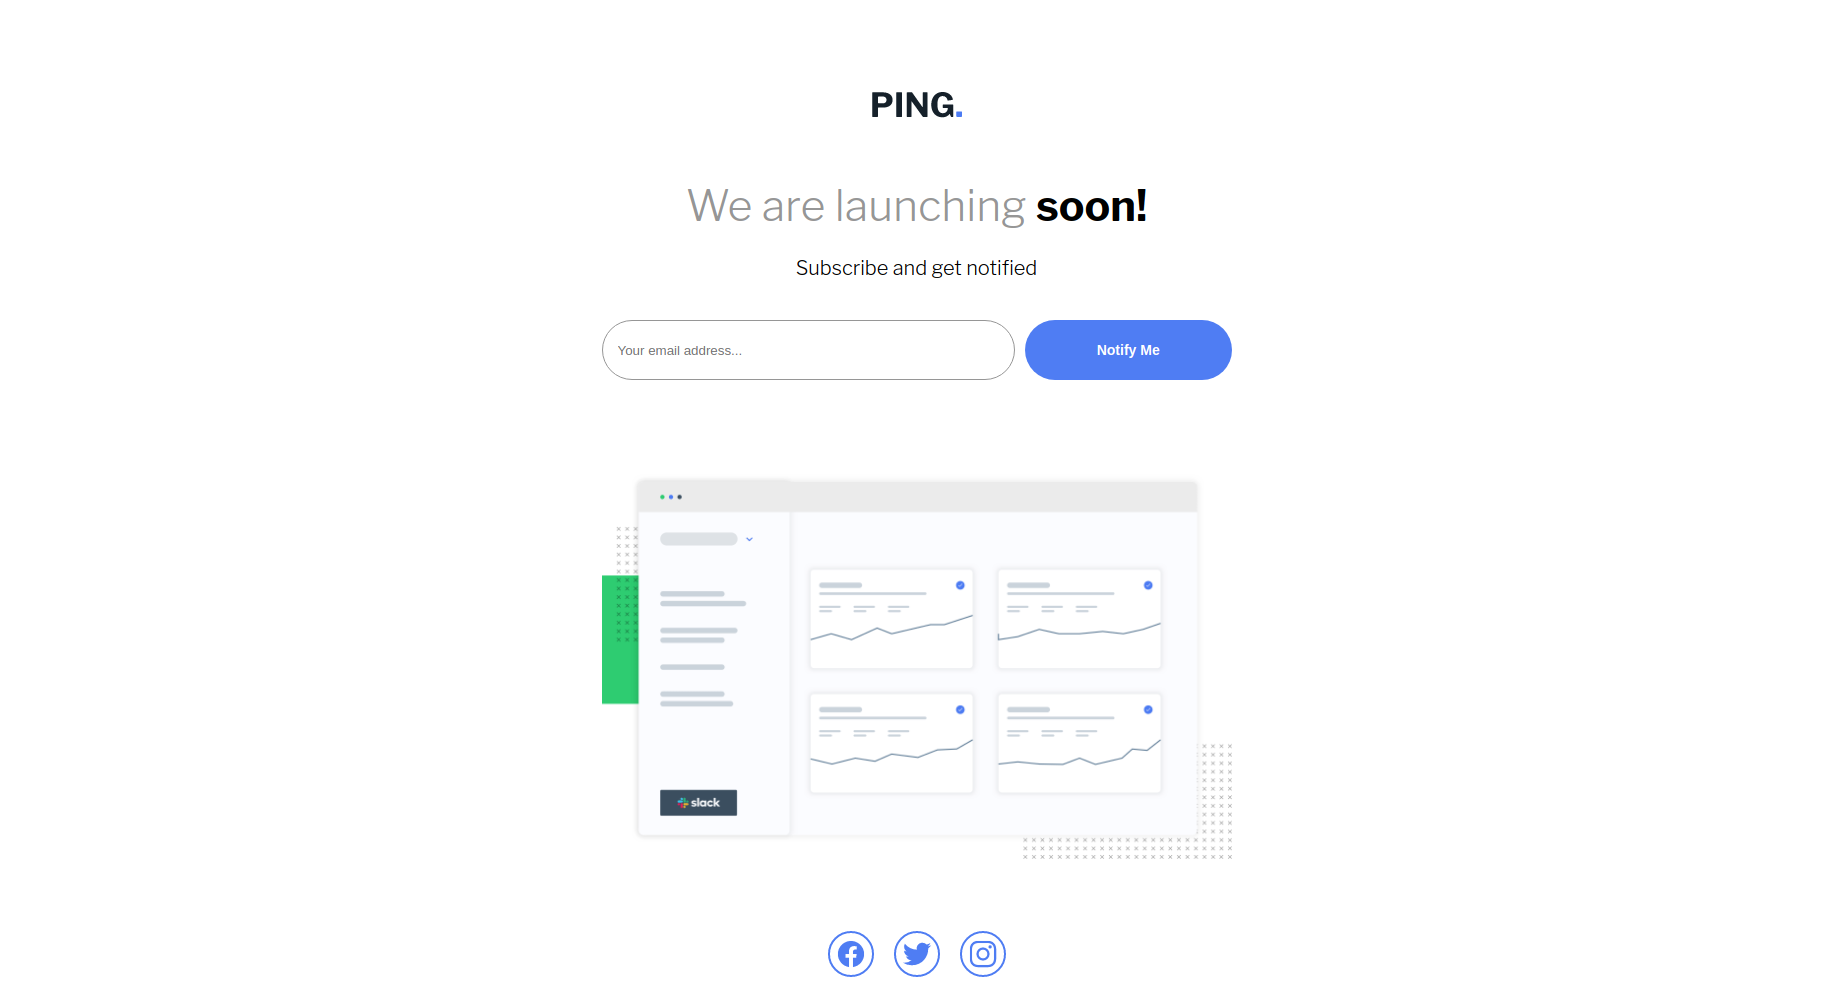 PING.
We are launching soon!
Subscribe and get notified
Your email address...
Notify Me
slack